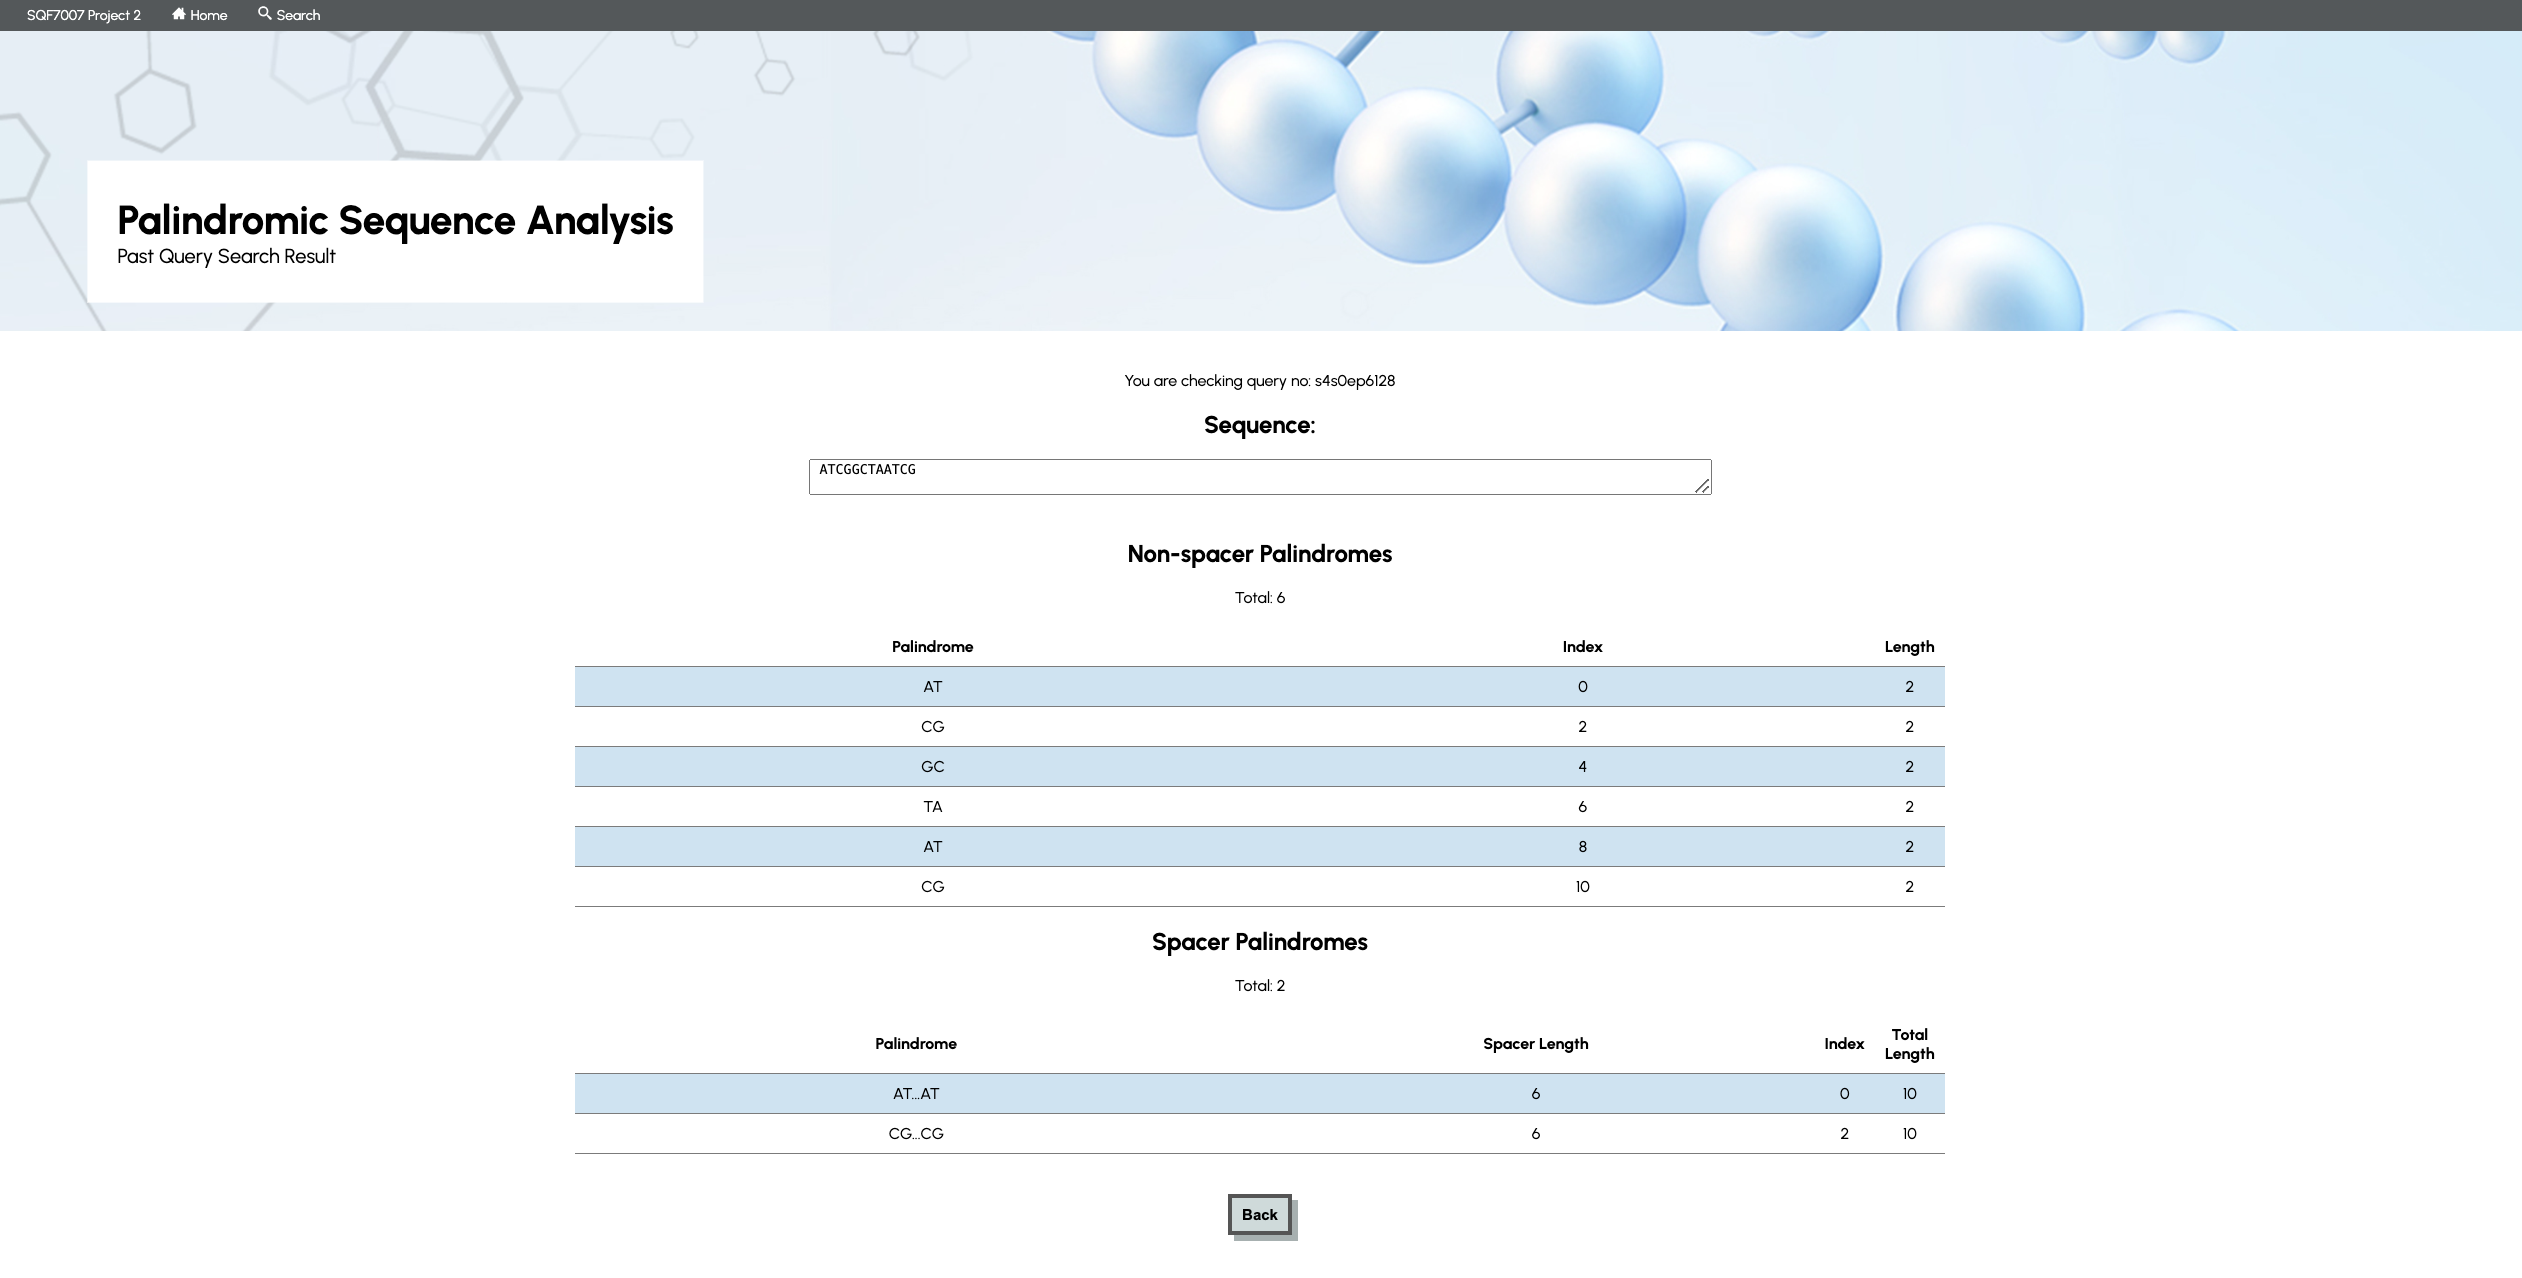 SQF7007 Project 2 Home Search
Palindromic Sequence Analysis
Past Query Search Result
You are checking query no: s4s0ep6128
Sequence:
ATCGGCTAATCG
Non-spacer Palindromes
Total: 6
Palindrome Index Length
AT 0 2
CG 2 2
GC 4 2
TA 6 2
AT 8 2
CG 10 2
Spacer Palindromes
Total: 2
Palindrome Spacer Length Index Total Length
AT...AT 6 0 10
CG...CG 6 2 10
Back